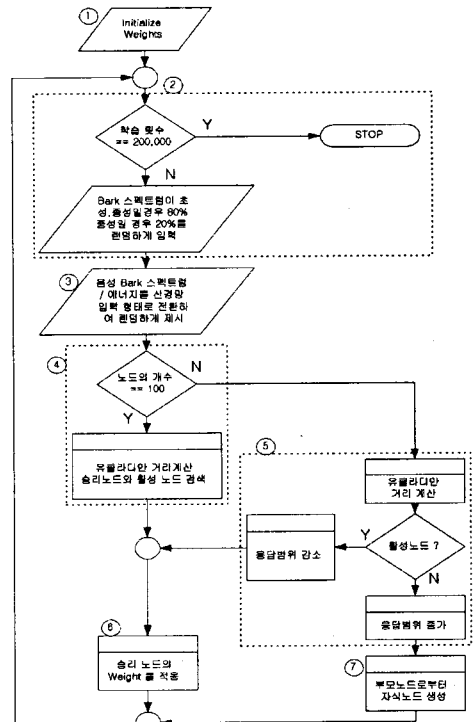 1
Initialize
Weights
2
학습 횟수
== 200,000
Y
STOP
N
Bark 스펙트럼이 초
성,종성일경우 80%
중성일 경우 20%를
랜덤하게 입력
3
음성 Bark 스펙트럼
/ 에너지를 신경망
입력 형태로 전환하
여 랜덤하게 제시
4
노드의 개수
== 100
N
Y
유클라디안 거리계산
승리노드와 활성 노드 검색
5
유클라디안
거리 계산
활성노드 ?
Y
응답범위 감소
N
응답범위 증가
6
승리 노드의
Weight 를 적응
7
부모노드로부터
자식노드 생성